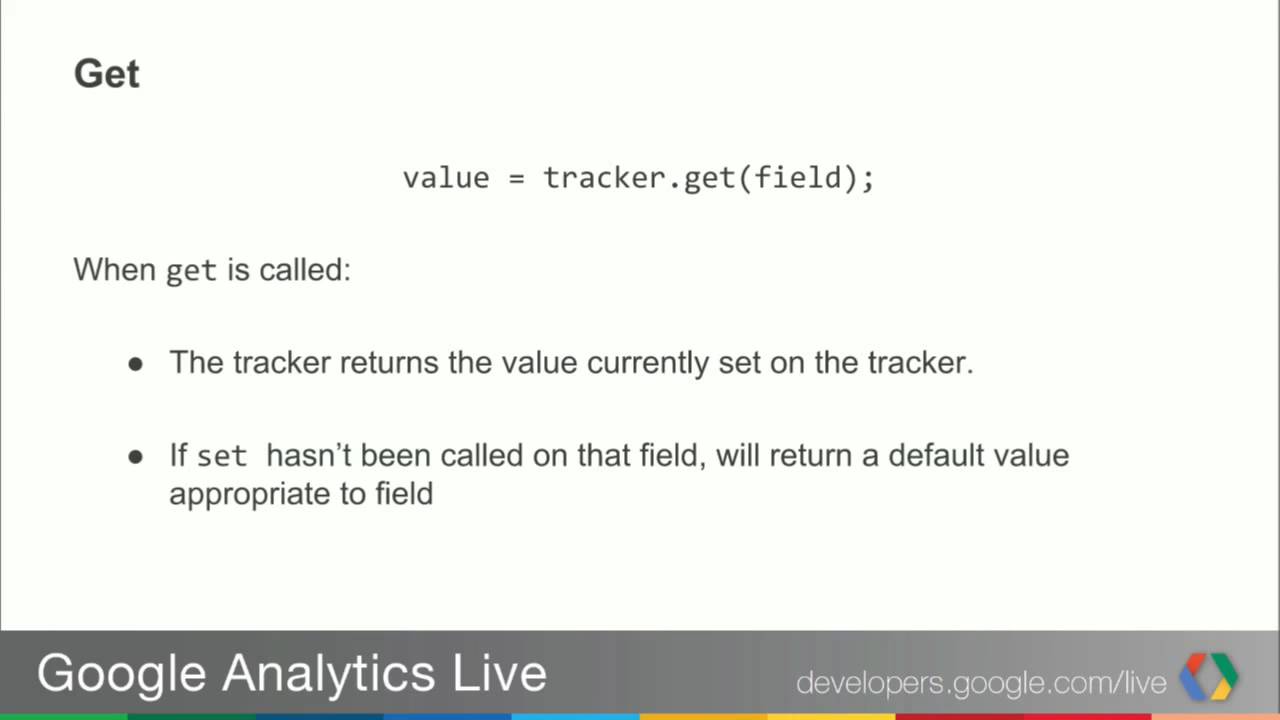 Get
value = tracker.get(field);
When get is called:
● The tracker returns the value currently set on the tracker.
● If set hasn’t been called on that field, will return a default value
appropriate to field
Google Analytics Live
developers.google.com/live